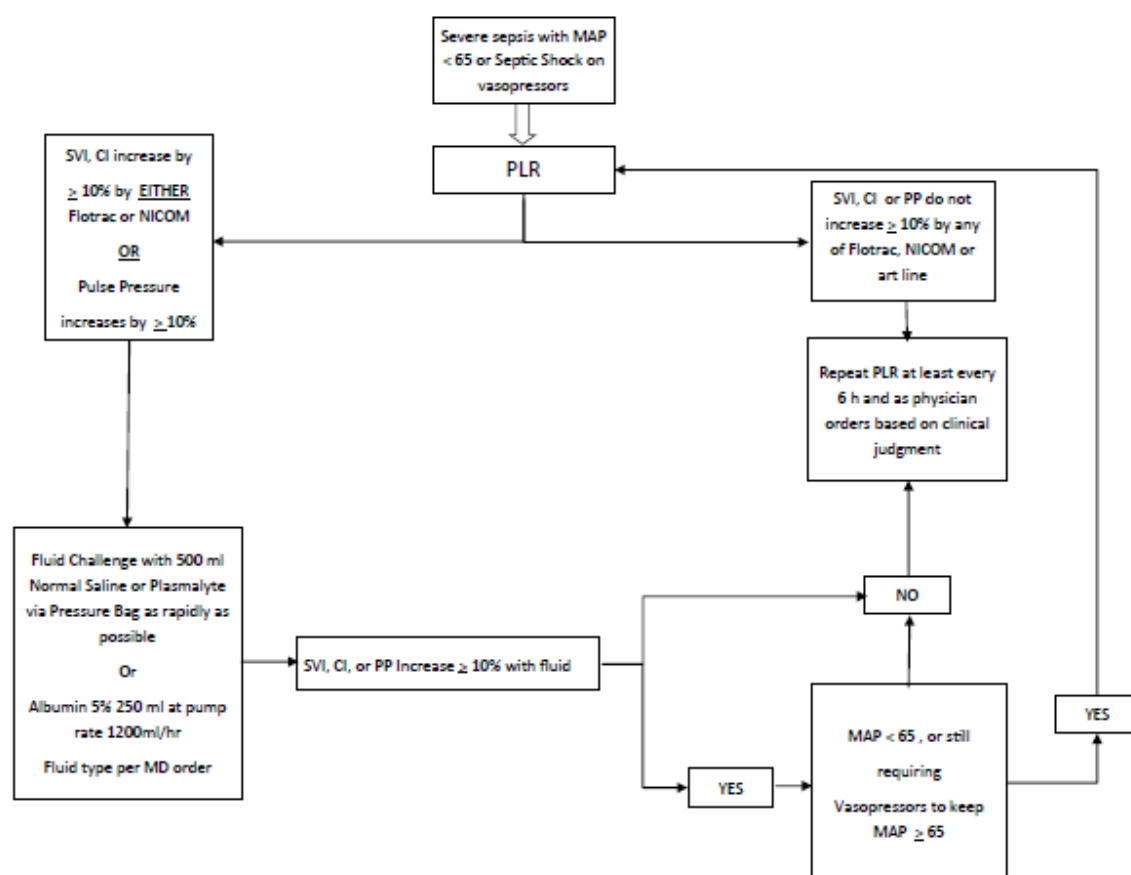 Severe sepsis with MAP
< 65 or Septic Shock on
vasopressors
PLR
SVI, CI increase by
≥ 10% by EITHER
Flotrac or NICOM
OR
Pulse Pressure
increases by ≥ 10%
SVI, CI or PP do not
increase ≥ 10% by any
of Flotrac, NICOM or
art line
Repeat PLR at least every
6 h and as physician
orders based on clinical
judgment
Fluid Challenge with 500 ml
Normal Saline or Plasmalyte
via Pressure Bag as rapidly as
possible
Or
Albumin 5% 250 ml at pump
rate 1200ml/hr
Fluid type per MD order
SVI, CI, or PP Increase ≥ 10% with fluid
NO
YES
MAP < 65 , or still
requiring
Vasopressors to keep
MAP ≥ 65
YES